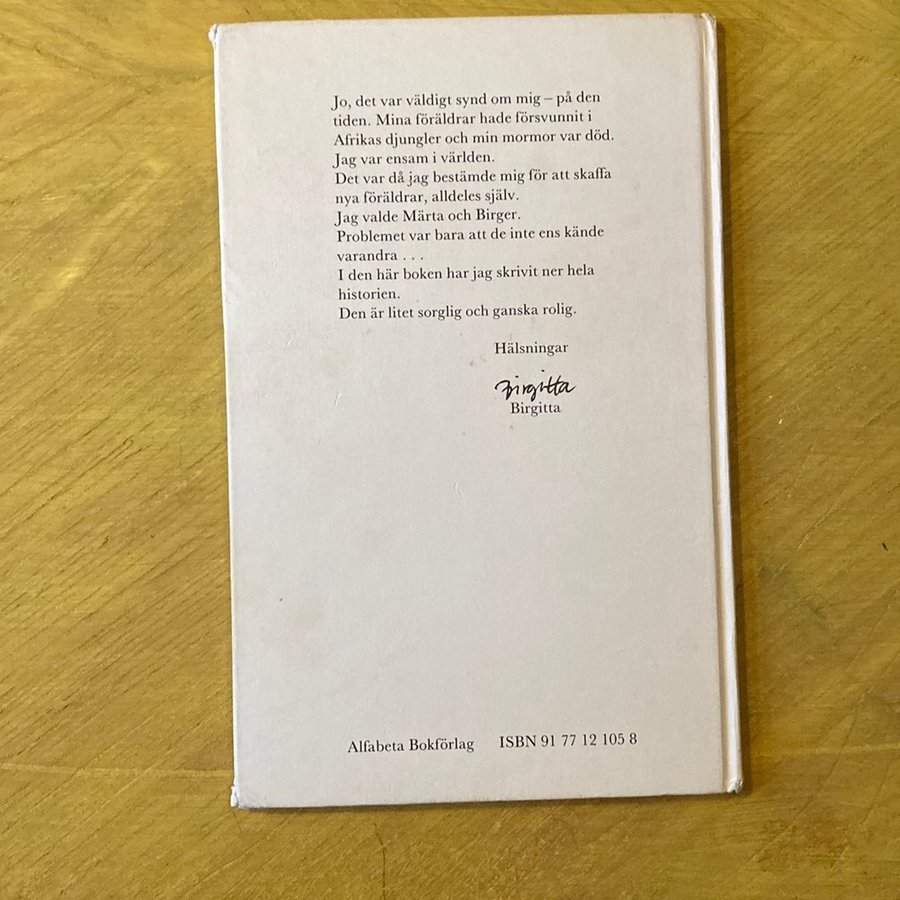 Jo, det var väldigt synd om mig – på den
tiden. Mina föräldrar hade försvunnit i
Afrikas djungler och min mormor var död.
Jag var ensam i världen.
Det var då jag bestämde mig för att skaffa
nya föräldrar, alldeles själv.
Jag valde Märta och Birger.
Problemet var bara att de inte ens kände
varandra . . .
I den här boken har jag skrivit ner hela
historien.
Den är litet sorglig och ganska rolig.
Hälsningar
Birgitta
Birgitta
Alfabeta Bokförlag ISBN 91 77 12 105 8